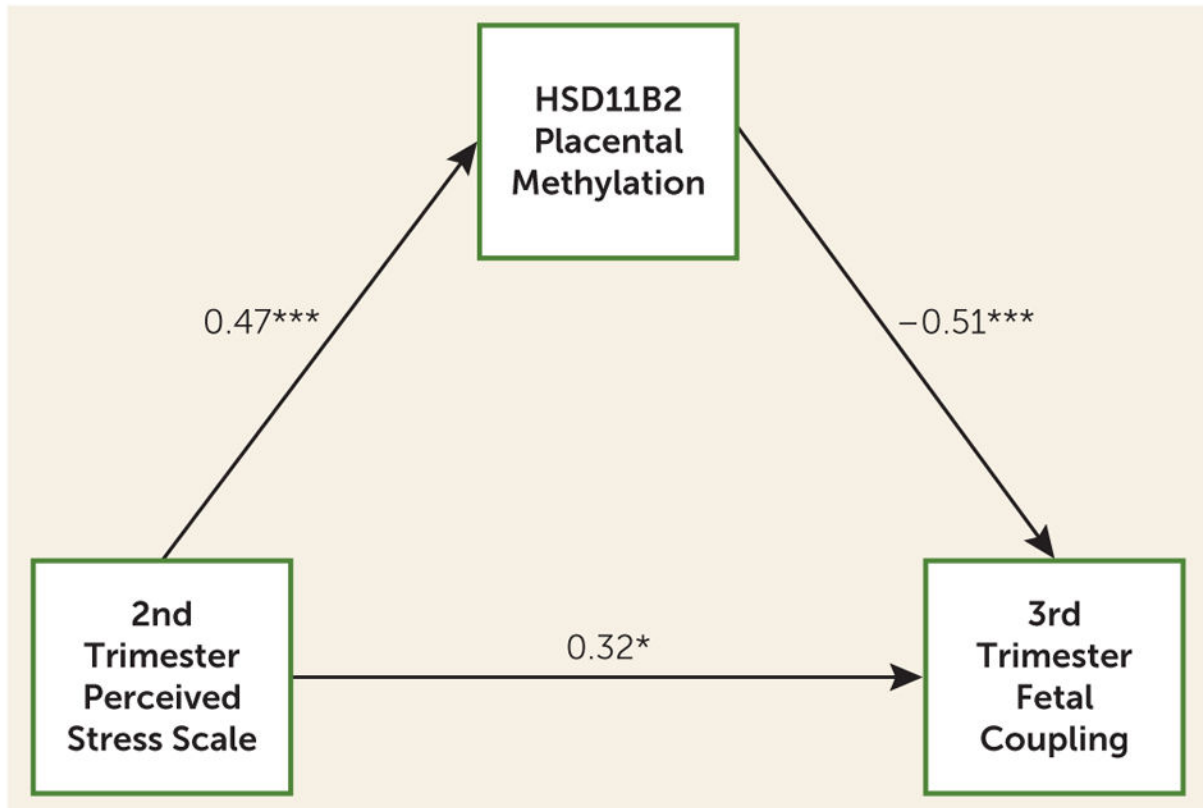 HSD11B2
Placental
Methylation
0.47***
−0.51***
2nd
Trimester
Perceived
Stress Scale
0.32*
3rd
Trimester
Fetal
Coupling